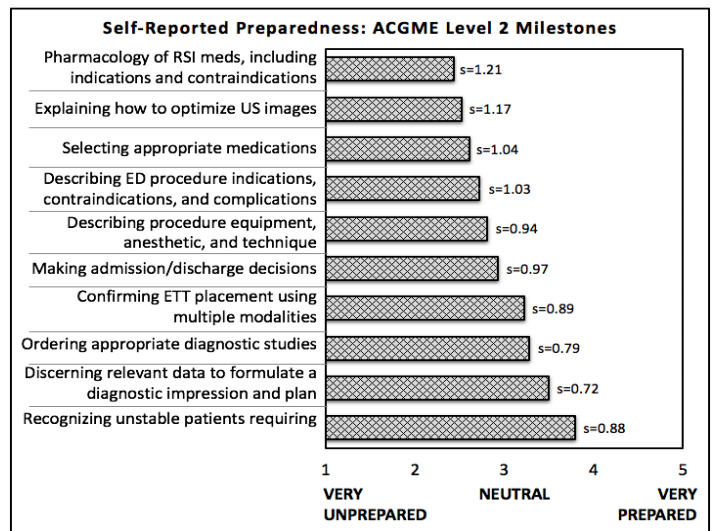 Self-Reported Preparedness: ACGME Level 2 Milestones
Pharmacology of RSI meds, including
indications and contraindications
s=1.21
Explaining how to optimize US images
s=1.17
Selecting appropriate medications
s=1.04
Describing ED procedure indications,
contraindications, and complications
s=1.03
Describing procedure equipment,
anesthetic, and technique
s=0.94
Making admission/discharge decisions
s=0.97
Confirming ETT placement using
multiple modalities
s=0.89
Ordering appropriate diagnostic studies
s=0.79
Discerning relevant data to formulate a
diagnostic impression and plan
s=0.72
Recognizing unstable patients requiring
s=0.88
1 2 3 4 5
VERY NEUTRAL VERY
UNPREPARED PREPARED